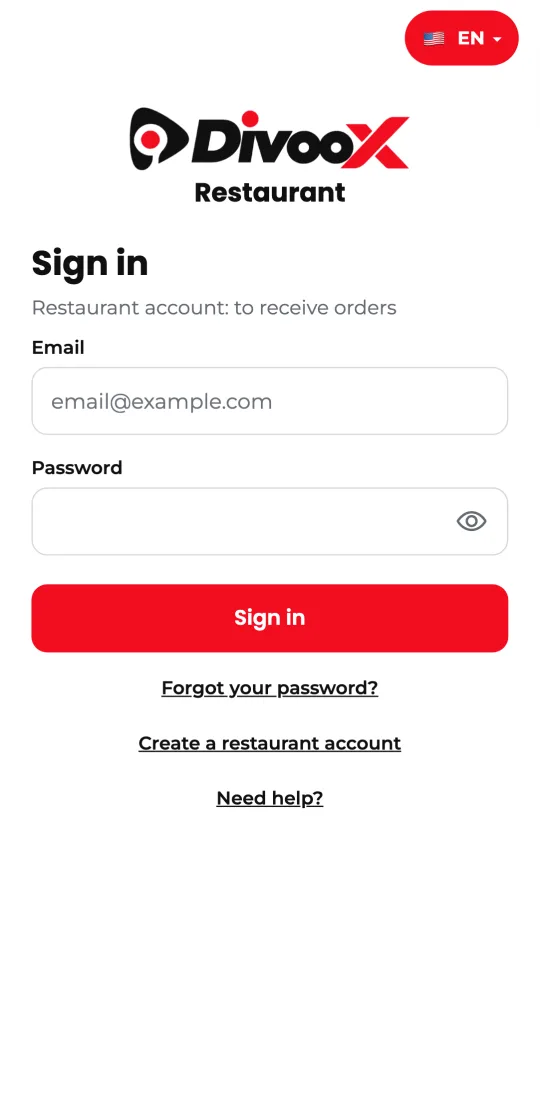 EN
DivooX
Restaurant
Sign in
Restaurant account: to receive orders
Email
email@example.com
Password
Sign in
Forgot your password?
Create a restaurant account
Need help?